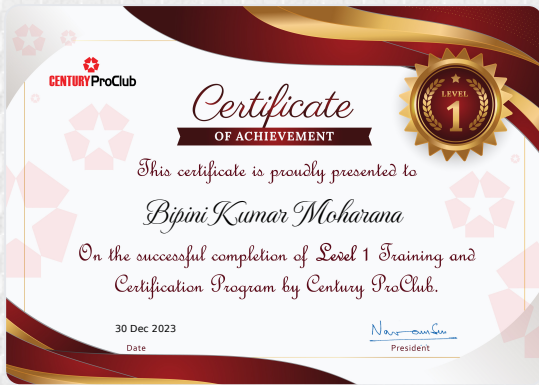 CENTURY ProClub
LEVEL
1
Certificate
OF ACHIEVEMENT
This certificate is proudly presented to
Bipini Kumar Moharana
On the successful completion of Level 1 Training and
Certification Program by Century ProClub.
30 Dec 2023
Date
President